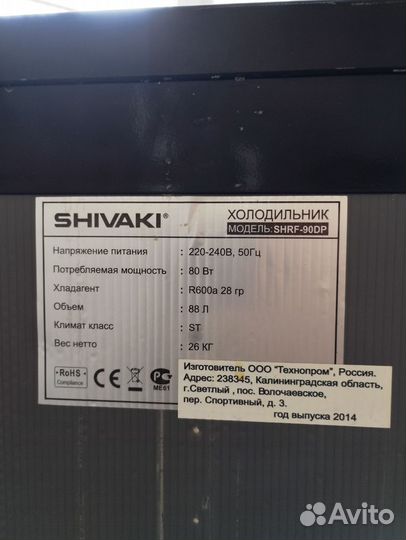 SHIVAKI®
ХОЛОДИЛЬНИК
МОДЕЛЬ: SHRF-90DP
Напряжение питания : 220-240В, 50Гц
Потребляемая мощность : 80 Вт
Хладагент : R600a 28 гр
Объем : 88 Л
Климат класс : ST
Вес нетто : 26 КГ
RoHS
Compliance
CE
РС
ME61
Изготовитель ООО "Технопром", Россия.
Адрес: 238345, Калининградская область,
г.Светлый , пос. Волочаевское,
пер. Спортивный, д. 3.
год выпуска 2014
Avito